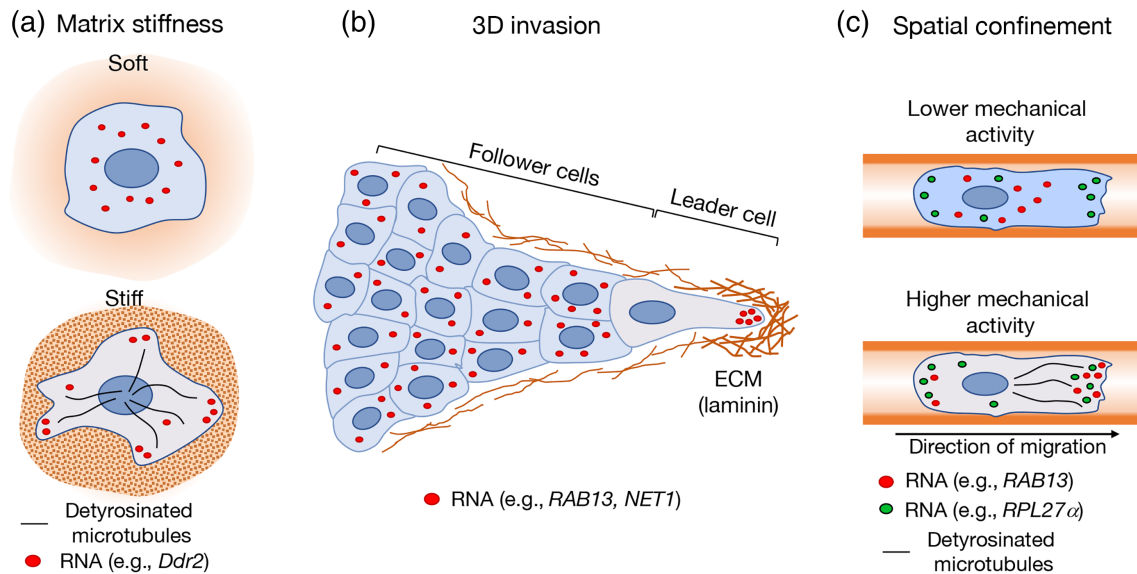 (a) Matrix stiffness
Soft
Stiff
Detyrosinated
microtubules
RNA (e.g., Ddr2)
(b) 3D invasion
Follower cells
Leader cell
ECM
(laminin)
RNA (e.g., RAB13, NET1)
(c) Spatial confinement
Lower mechanical
activity
Higher mechanical
activity
Direction of migration
RNA (e.g., RAB13)
RNA (e.g., RPL27α)
Detyrosinated
microtubules